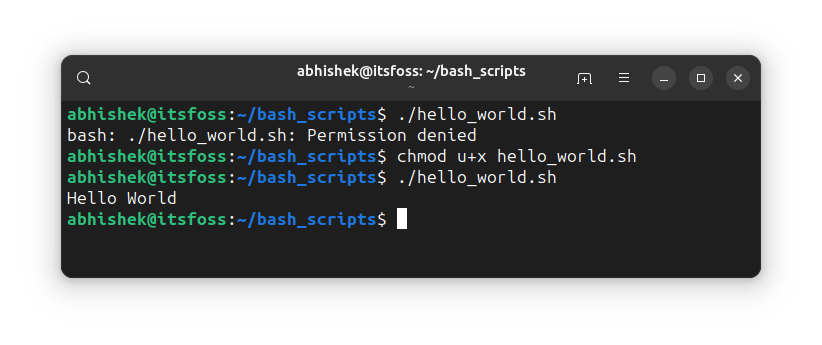 abhishek@itsfoss: ~/bash_scripts
~
abhishek@itsfoss:~/bash_scripts$ ./hello_world.sh
bash: ./hello_world.sh: Permission denied
abhishek@itsfoss:~/bash_scripts$ chmod u+x hello_world.sh
abhishek@itsfoss:~/bash_scripts$ ./hello_world.sh
Hello World
abhishek@itsfoss:~/bash_scripts$